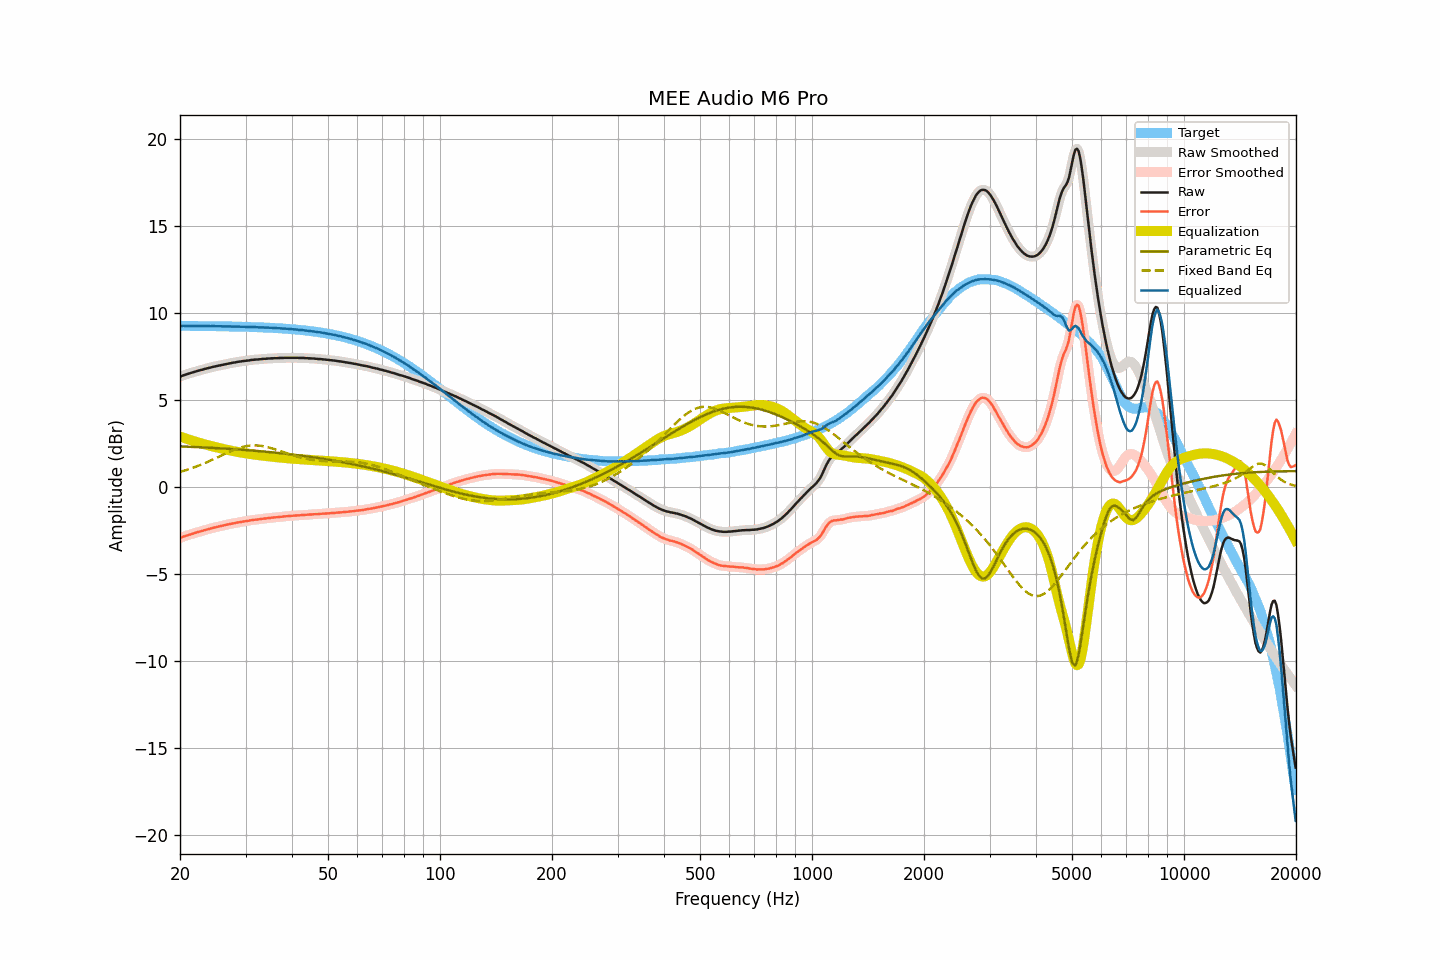 MEE Audio M6 Pro
Target
Raw Smoothed
Error Smoothed
Raw
Error
Equalization
Parametric Eq
Fixed Band Eq
Equalized
Amplitude (dBr)
20
15
10
5
0
−5
−10
−15
−20
20 50 100 200 500 1000 2000 5000 10000 20000
Frequency (Hz)